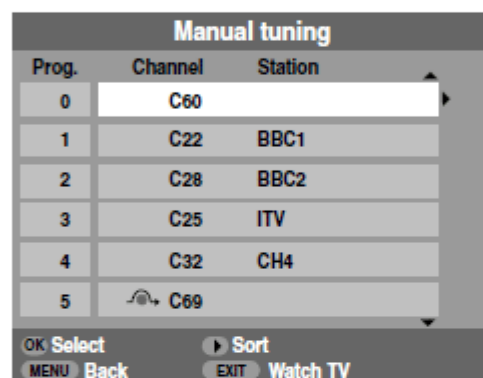 Manual tuning
Prog. Channel Station
0 C60
1 C22 BBC1
2 C28 BBC2
3 C25 ITV
4 C32 CH4
5 C69
OK Select Sort
MENU Back EXIT Watch TV